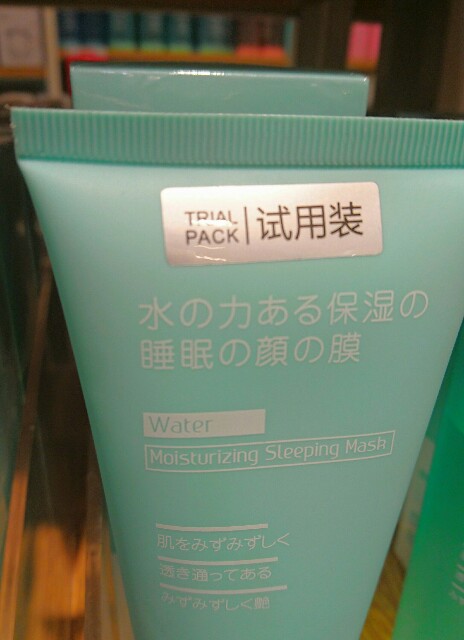 TRIAL PACK 试用装
水の力ある保湿の
睡眠の顔の膜
Water
Moisturizing Sleeping Mask
肌をみずみずしく
透き通ってある
みずみずしく艶